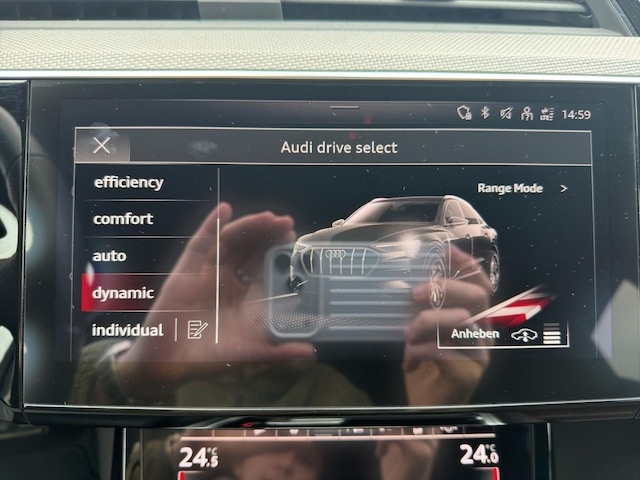 14:59
Audi drive select
efficiency
Range Mode >
comfort
auto
dynamic
individual
Anheben
24.5 °C
24.0 °C